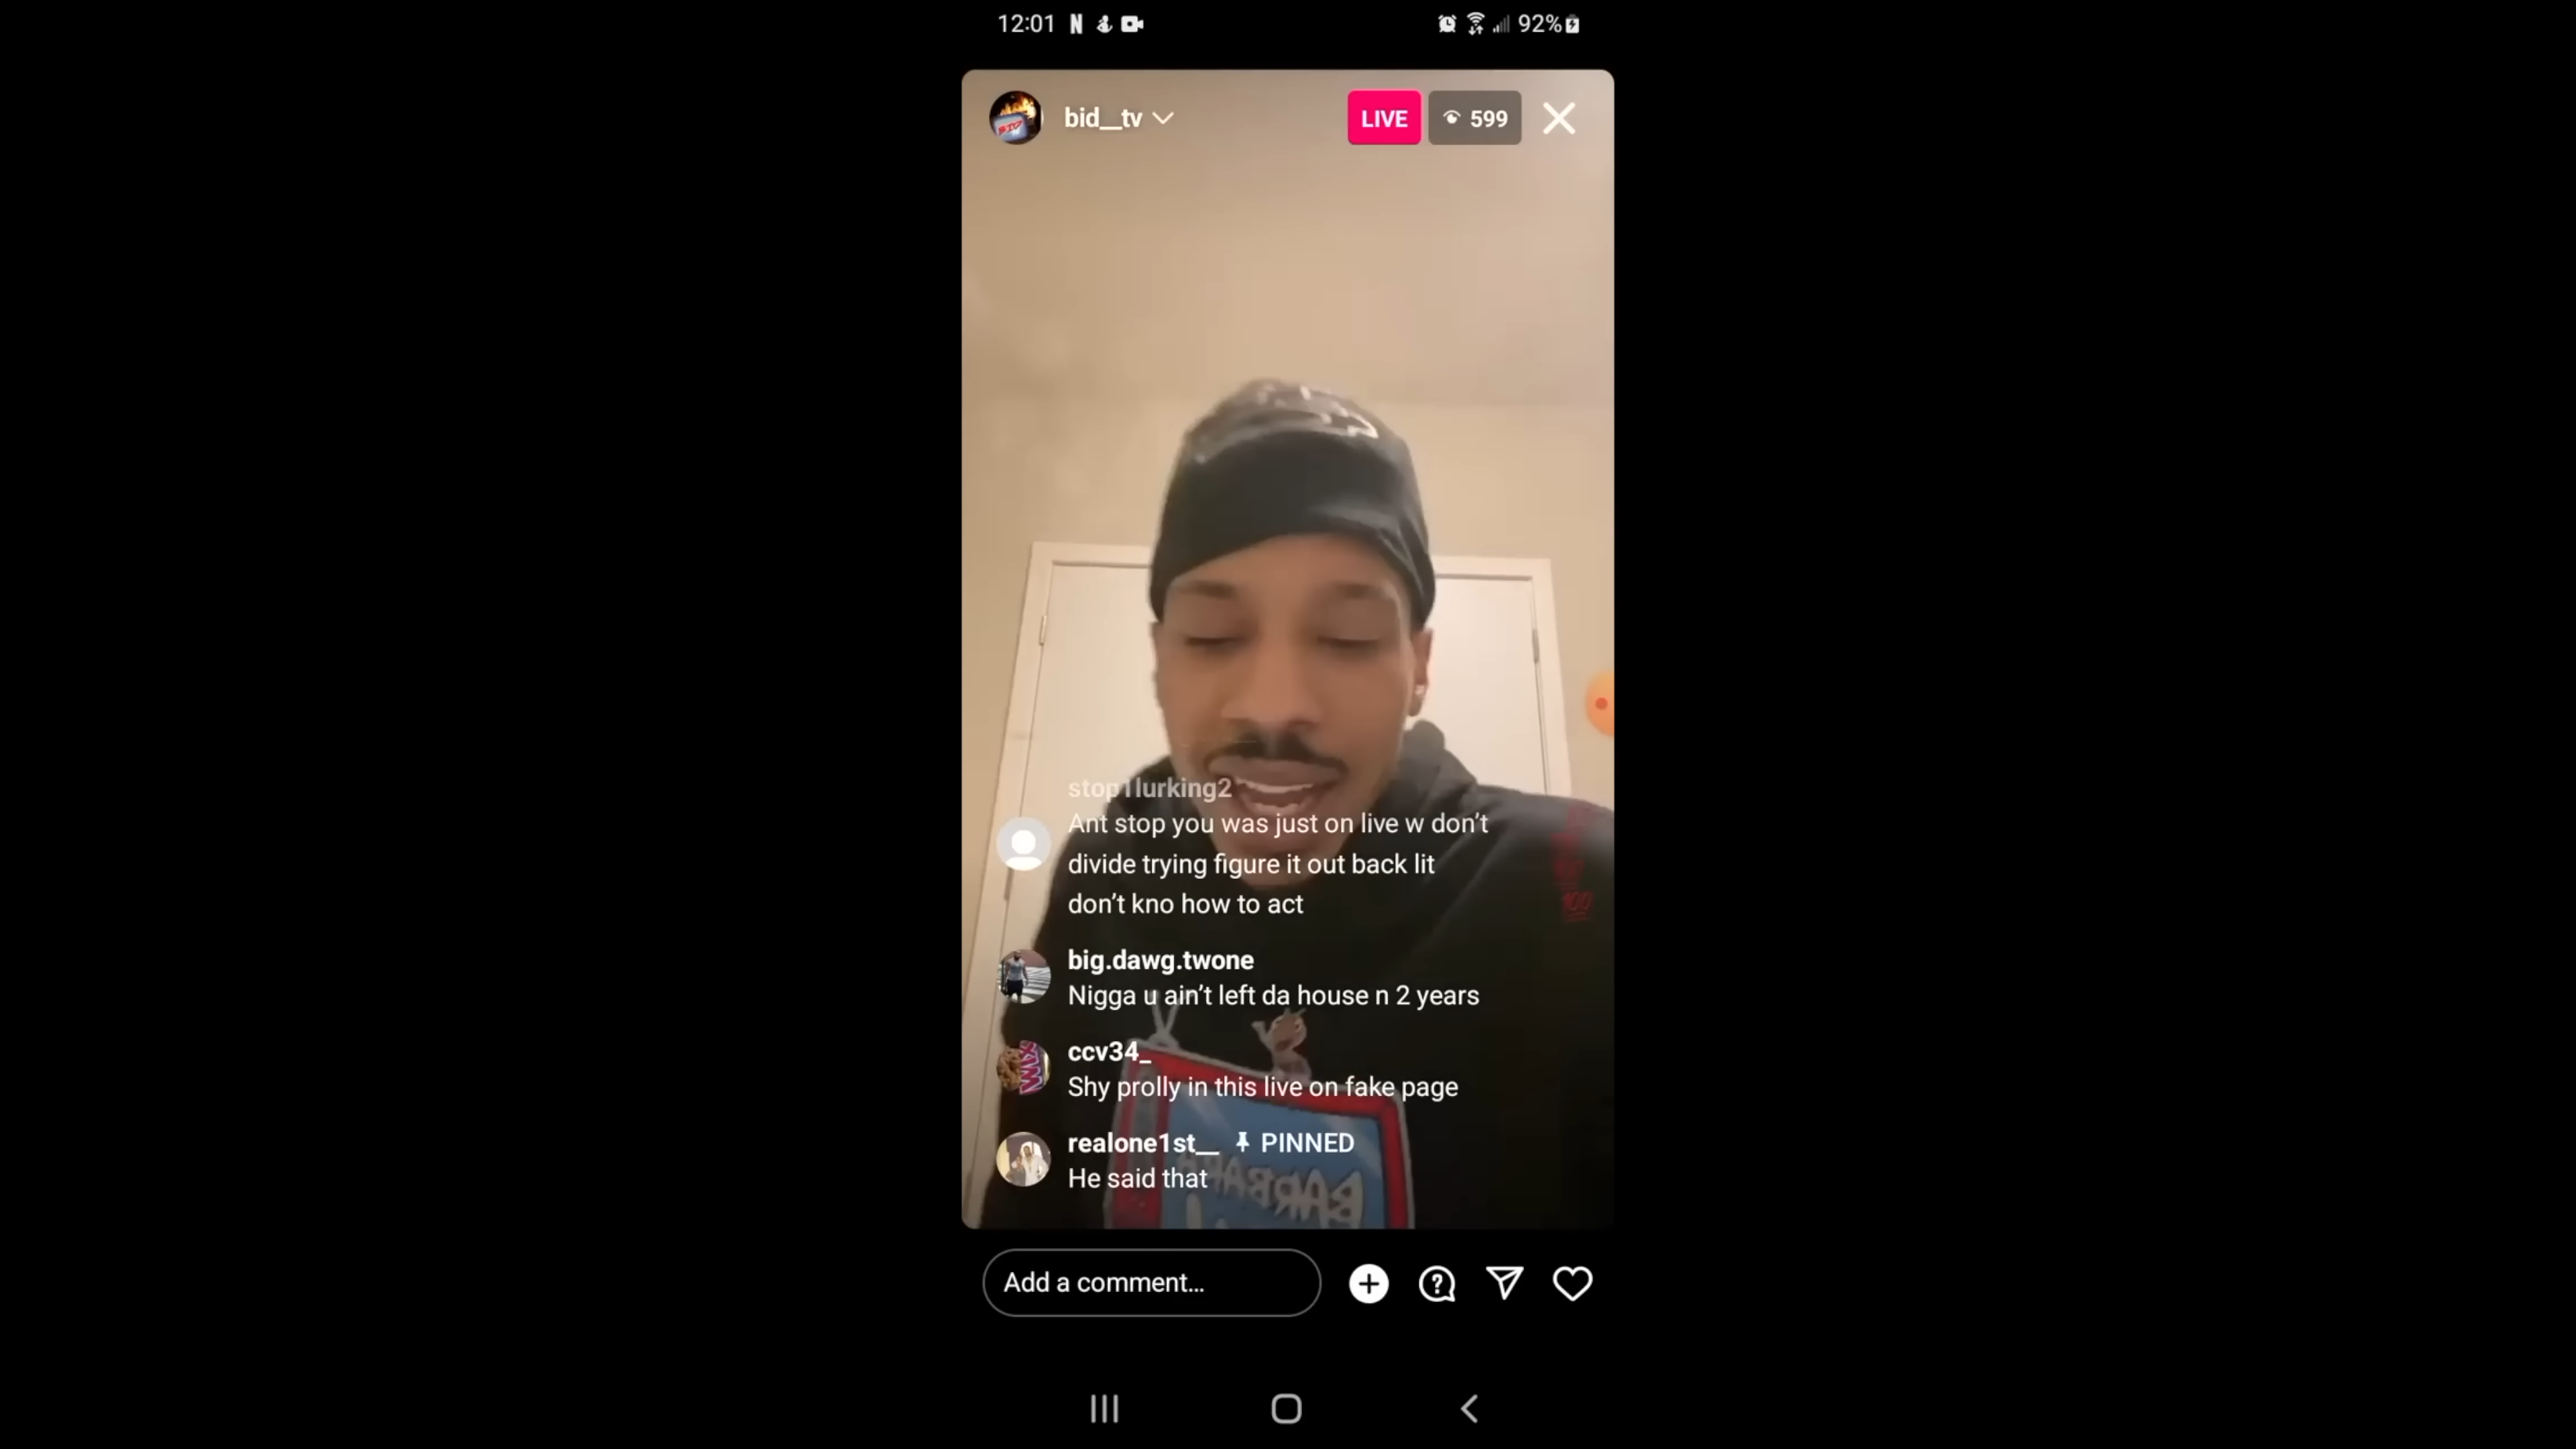 12:01
92%
bid__tv
LIVE
599
stop1lurking2
Ant stop you was just on live w don't
divide trying figure it out back lit
don't kno how to act
big.dawg.twone
Nigga u ain't left da house n 2 years
ccv34_
Shy prolly in this live on fake page
realone1st__ PINNED
He said that
Add a comment...
100